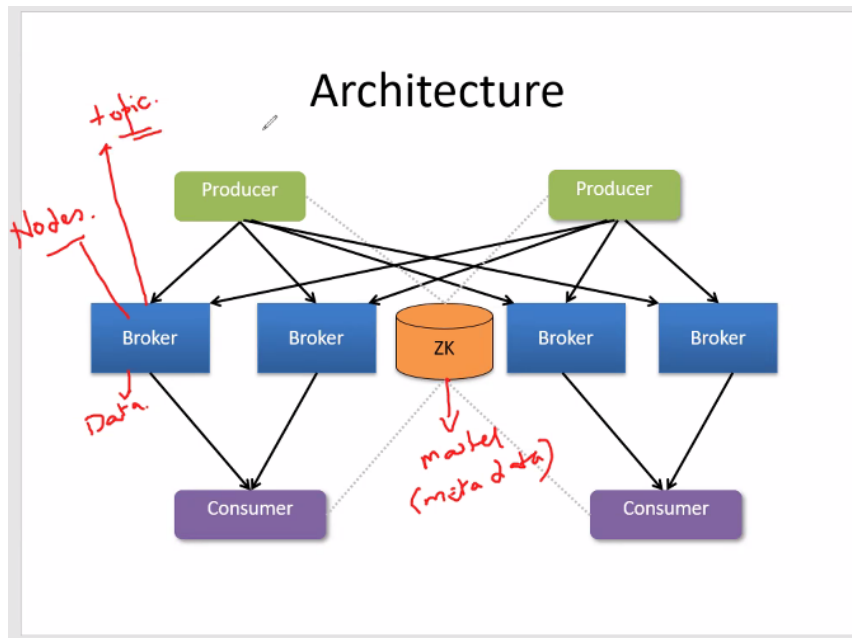 Architecture
topic.
Producer
Producer
Nodes.
Broker
Broker
ZK
Broker
Broker
Data.
master
(meta data)
Consumer
Consumer